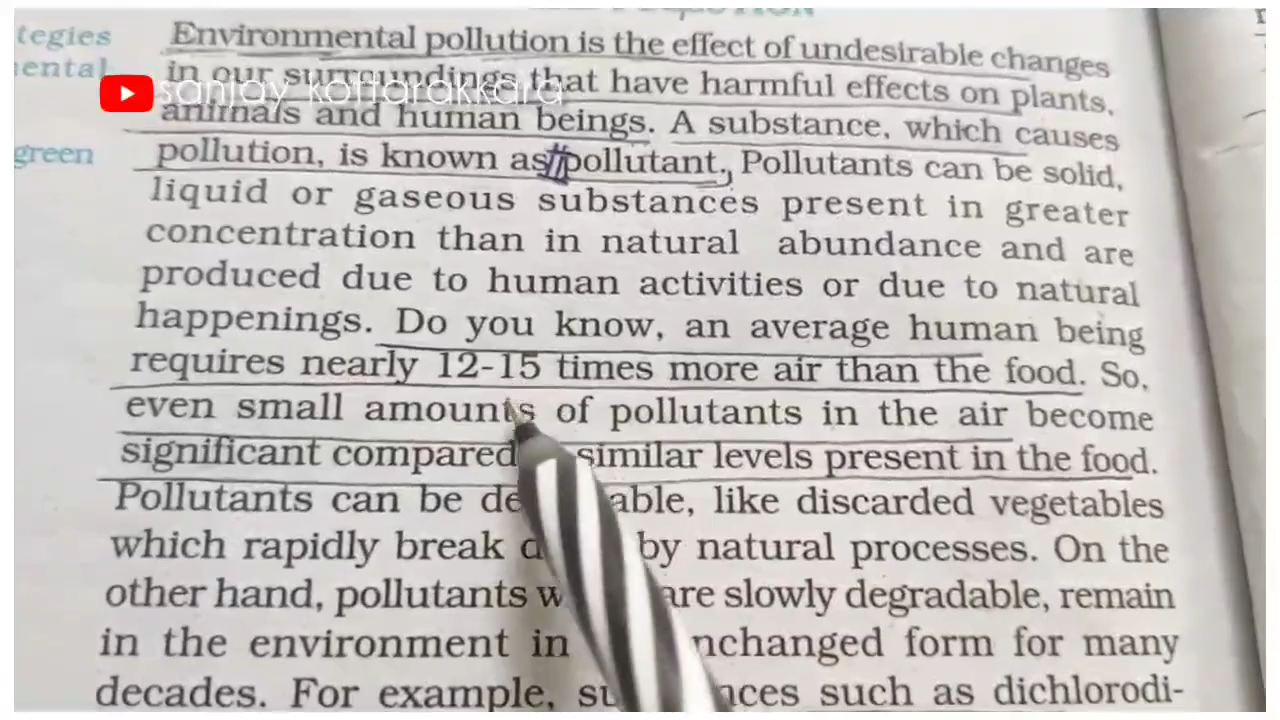 tegies
ental
green
Environmental pollution is the effect of undesirable changes
in our surroundings that have harmful effects on plants,
animals and human beings. A substance, which causes
pollution, is known as pollutant. Pollutants can be solid,
liquid or gaseous substances present in greater
concentration than in natural abundance and are
produced due to human activities or due to natural
happenings. Do you know, an average human being
requires nearly 12-15 times more air than the food. So,
even small amounts of pollutants in the air become
significant compared similar levels present in the food.
Pollutants can be de able, like discarded vegetables
which rapidly break d by natural processes. On the
other hand, pollutants w are slowly degradable, remain
in the environment in nchanged form for many
decades. For example, su nces such as dichlorodi-
sanjay kottarakkara